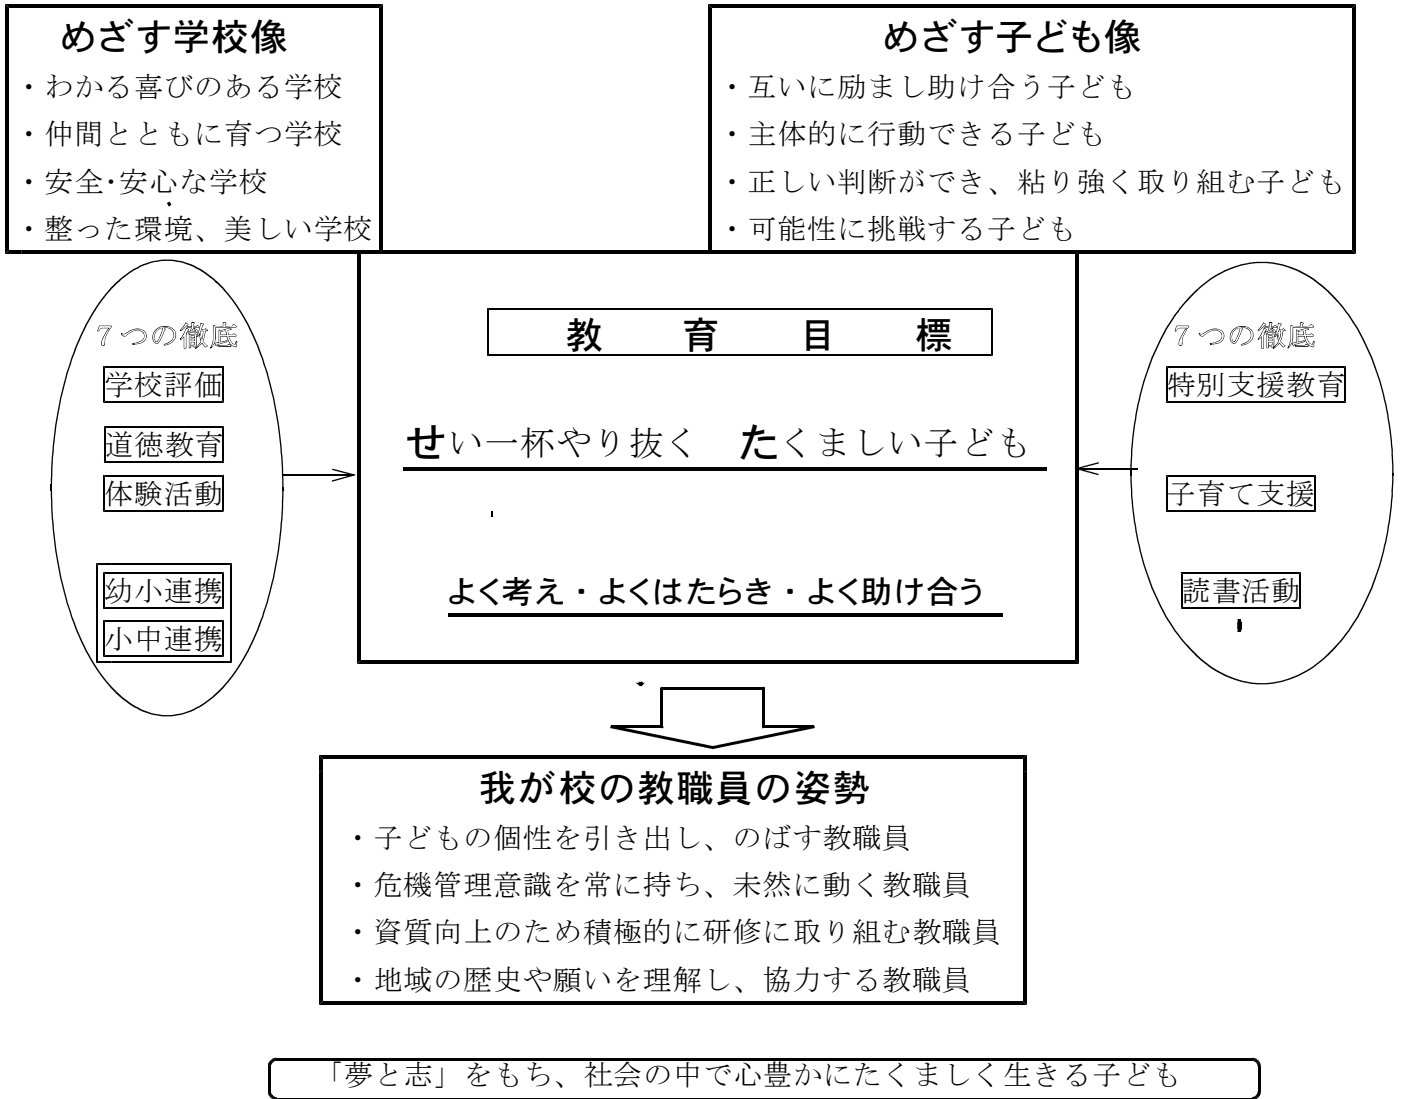 めざす学校像
・わかる喜びのある学校
・仲間とともに育つ学校
・安全・安心な学校
・整った環境、美しい学校
めざす子ども像
・互いに励まし助け合う子ども
・主体的に行動できる子ども
・正しい判断ができ、粘り強く取り組む子ども
・可能性に挑戦する子ども
７つの徹底
学校評価
道徳教育
体験活動
幼小連携
小中連携
教育目標
せい一杯やり抜く　たくましい子ども
よく考え・よくはたらき・よく助け合う
７つの徹底
特別支援教育
子育て支援
読書活動
我が校の教職員の姿勢
・子どもの個性を引き出し、のばす教職員
・危機管理意識を常に持ち、未然に動く教職員
・資質向上のため積極的に研修に取り組む教職員
・地域の歴史や願いを理解し、協力する教職員
「夢と志」をもち、社会の中で心豊かにたくましく生きる子ども